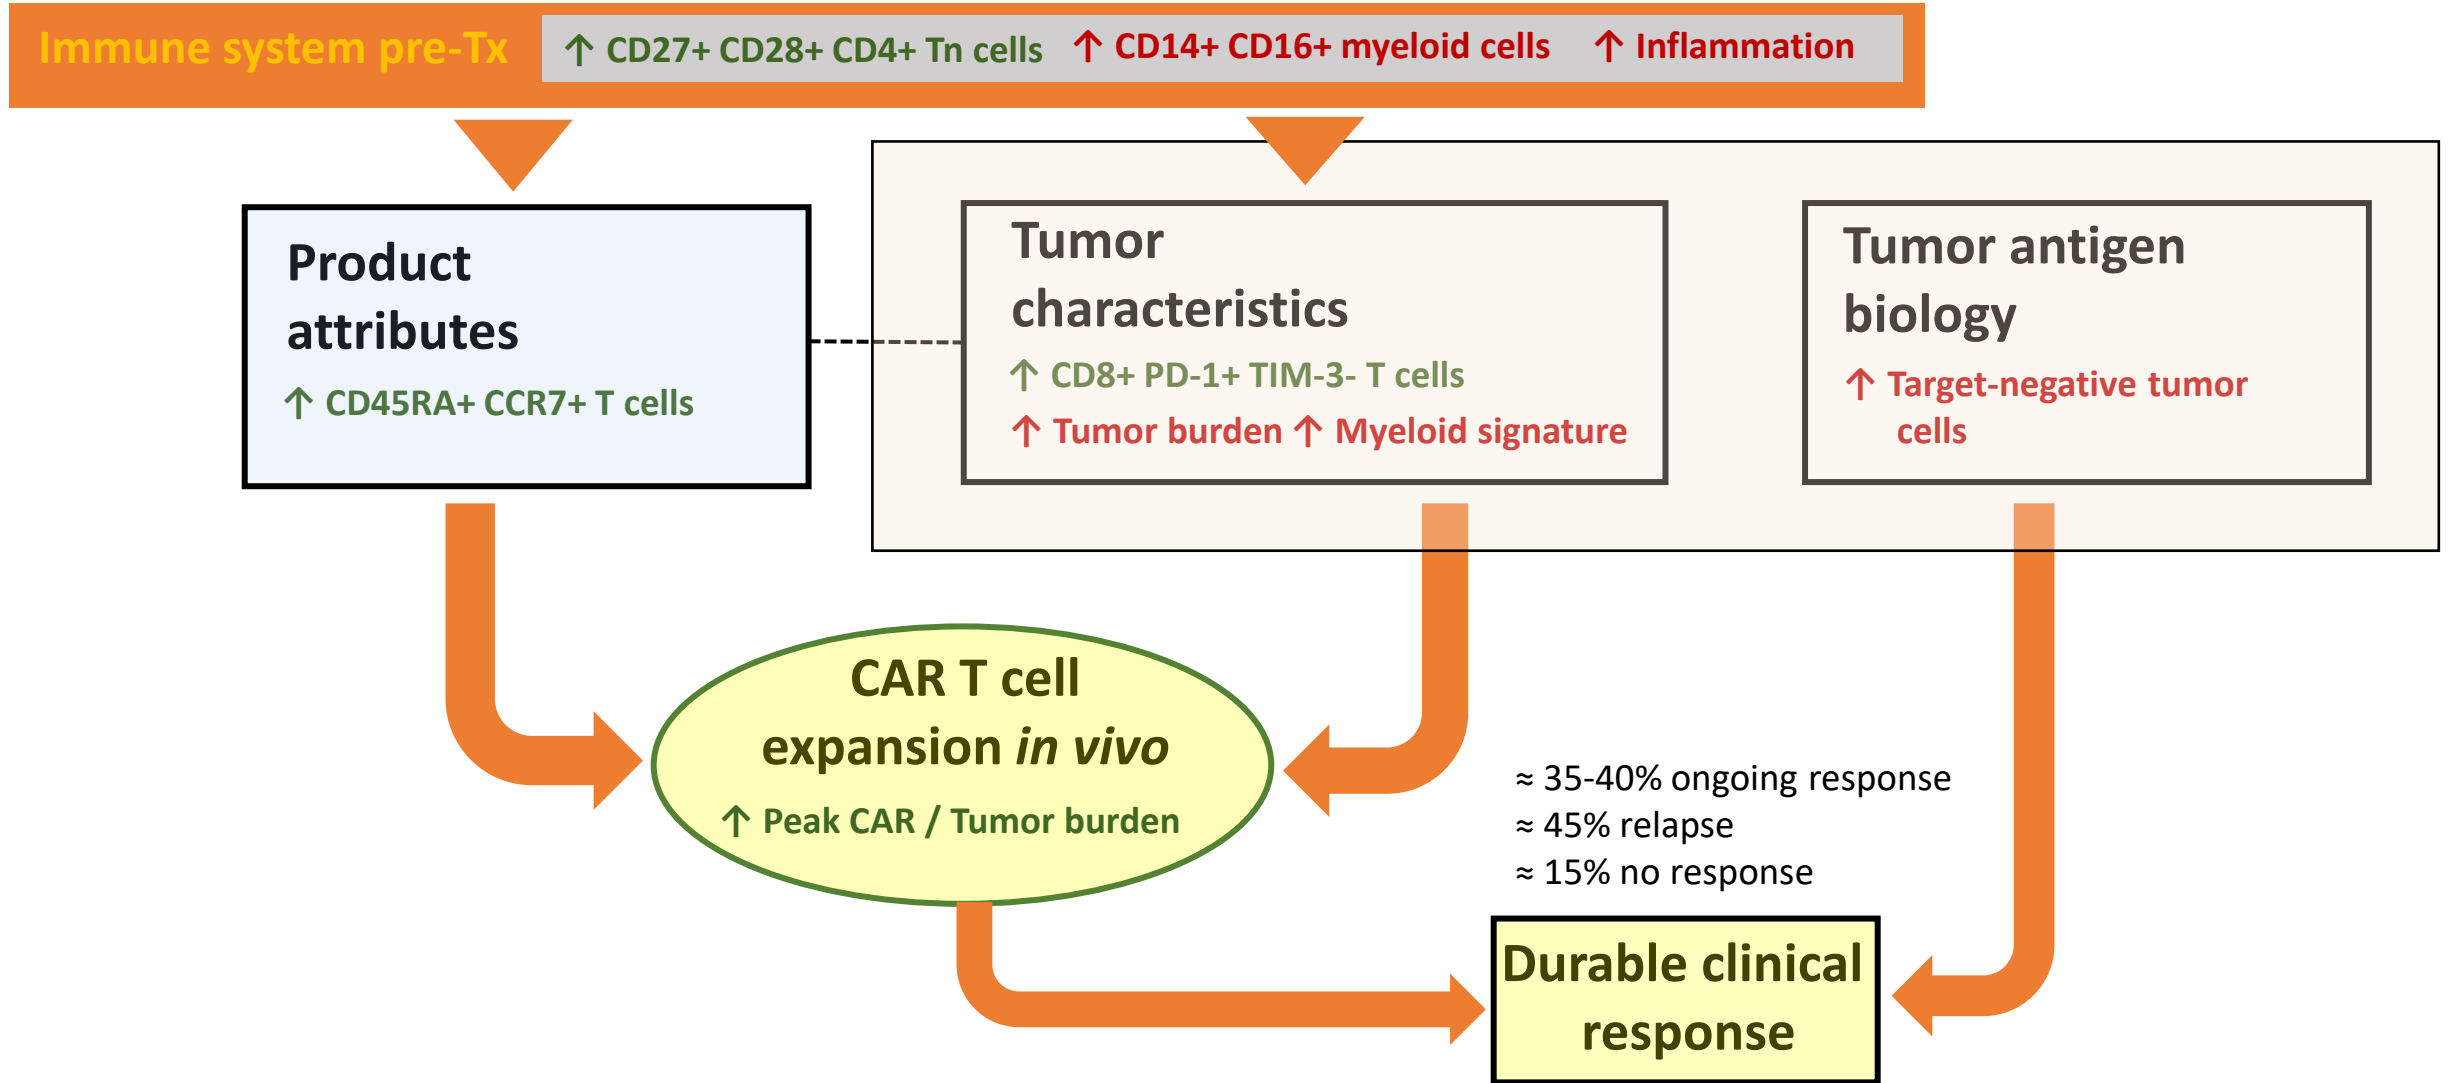 Immune system pre-Tx
↑ CD27+ CD28+ CD4+ Tn cells ↑ CD14+ CD16+ myeloid cells ↑ Inflammation
Product
attributes
↑ CD45RA+ CCR7+ T cells
Tumor
characteristics
↑ CD8+ PD-1+ TIM-3- T cells
↑ Tumor burden ↑ Myeloid signature
Tumor antigen
biology
↑ Target-negative tumor
cells
CAR T cell
expansion in vivo
↑ Peak CAR / Tumor burden
≈ 35-40% ongoing response
≈ 45% relapse
≈ 15% no response
Durable clinical
response